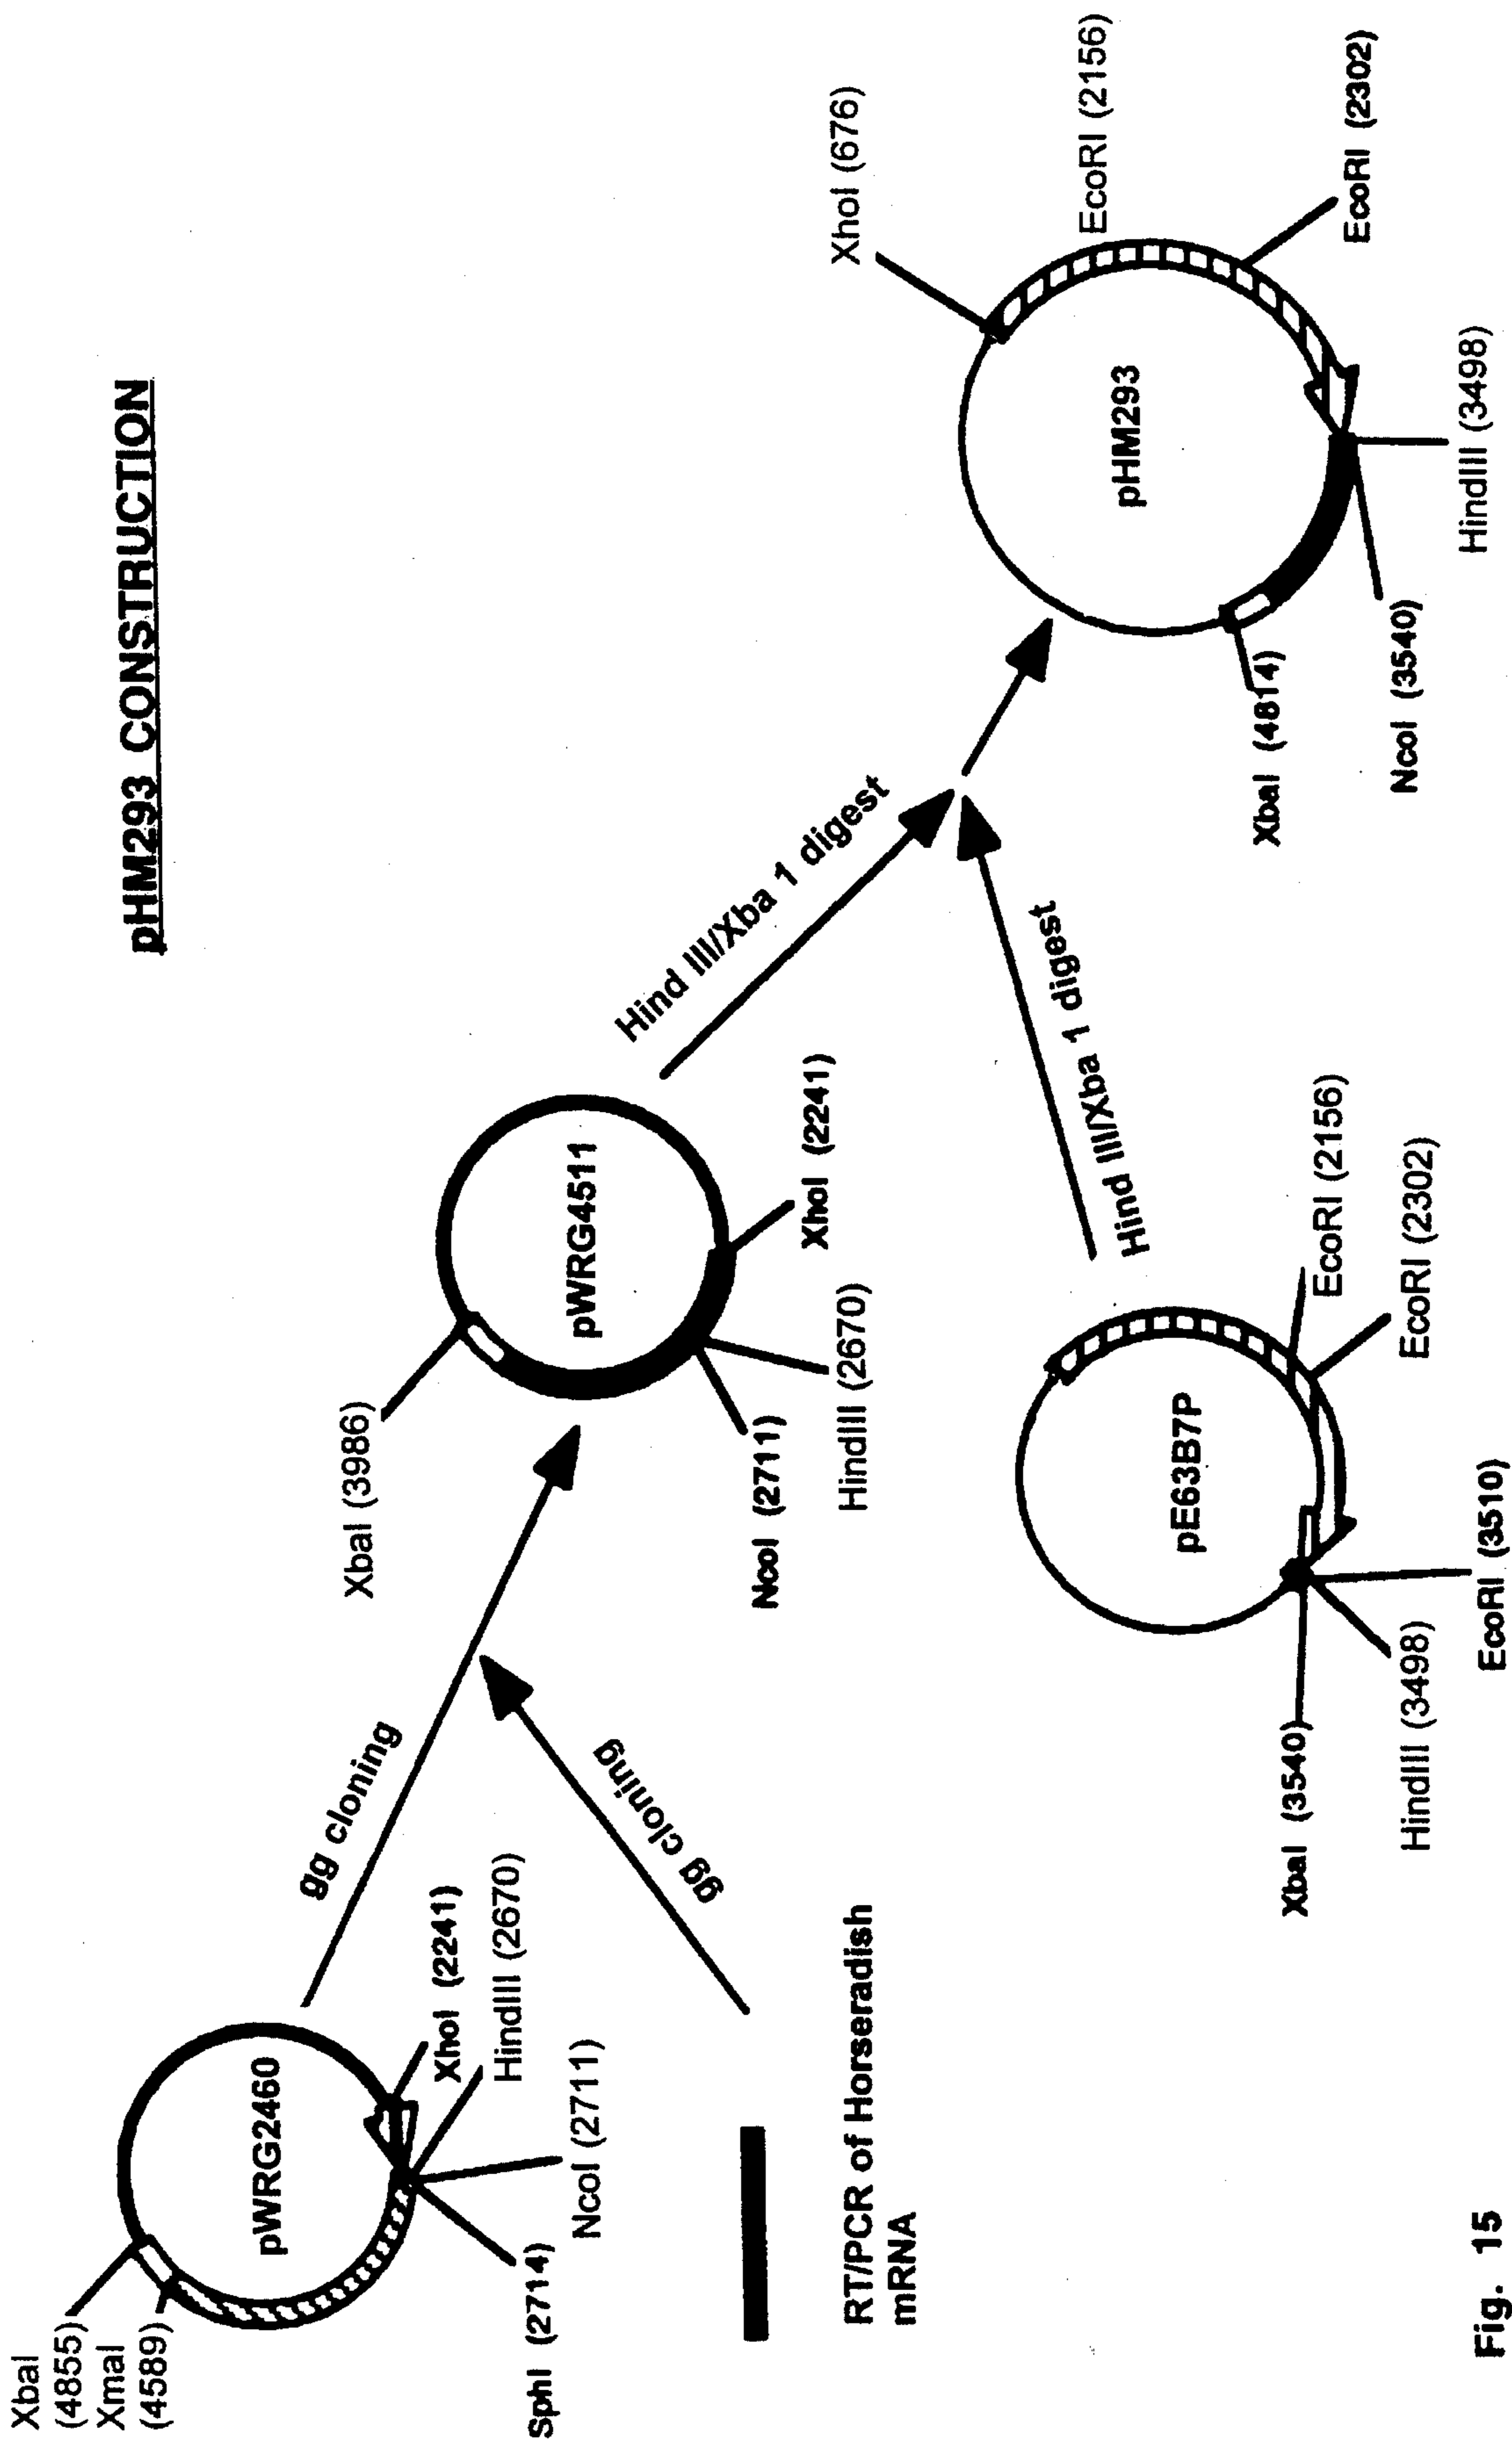 pHM293 CONSTRUCTION
XbaI
(4855)
XmaI
(4589)
pWRG2460
XhoI (2241)
HindIII (2670)
NcoI (2711)
SphI (2714)
gg cloning
gg cloning
RT/PCR of Horseradish
mRNA
XbaI (3986)
pWRG4511
XhoI (2241)
HindIII (2670)
NcoI (2711)
Hind III/Xba 1 digest
Hind III/Xba 1 digest
pE63B7P
EcoRI (2156)
EcoRI (2302)
EcoRI (3510)
HindIII (3498)
XbaI (3540)
XhoI (676)
EcoRI (2156)
EcoRI (2302)
pHM293
HindIII (3498)
NcoI (3540)
XbaI (4814)
Fig. 15